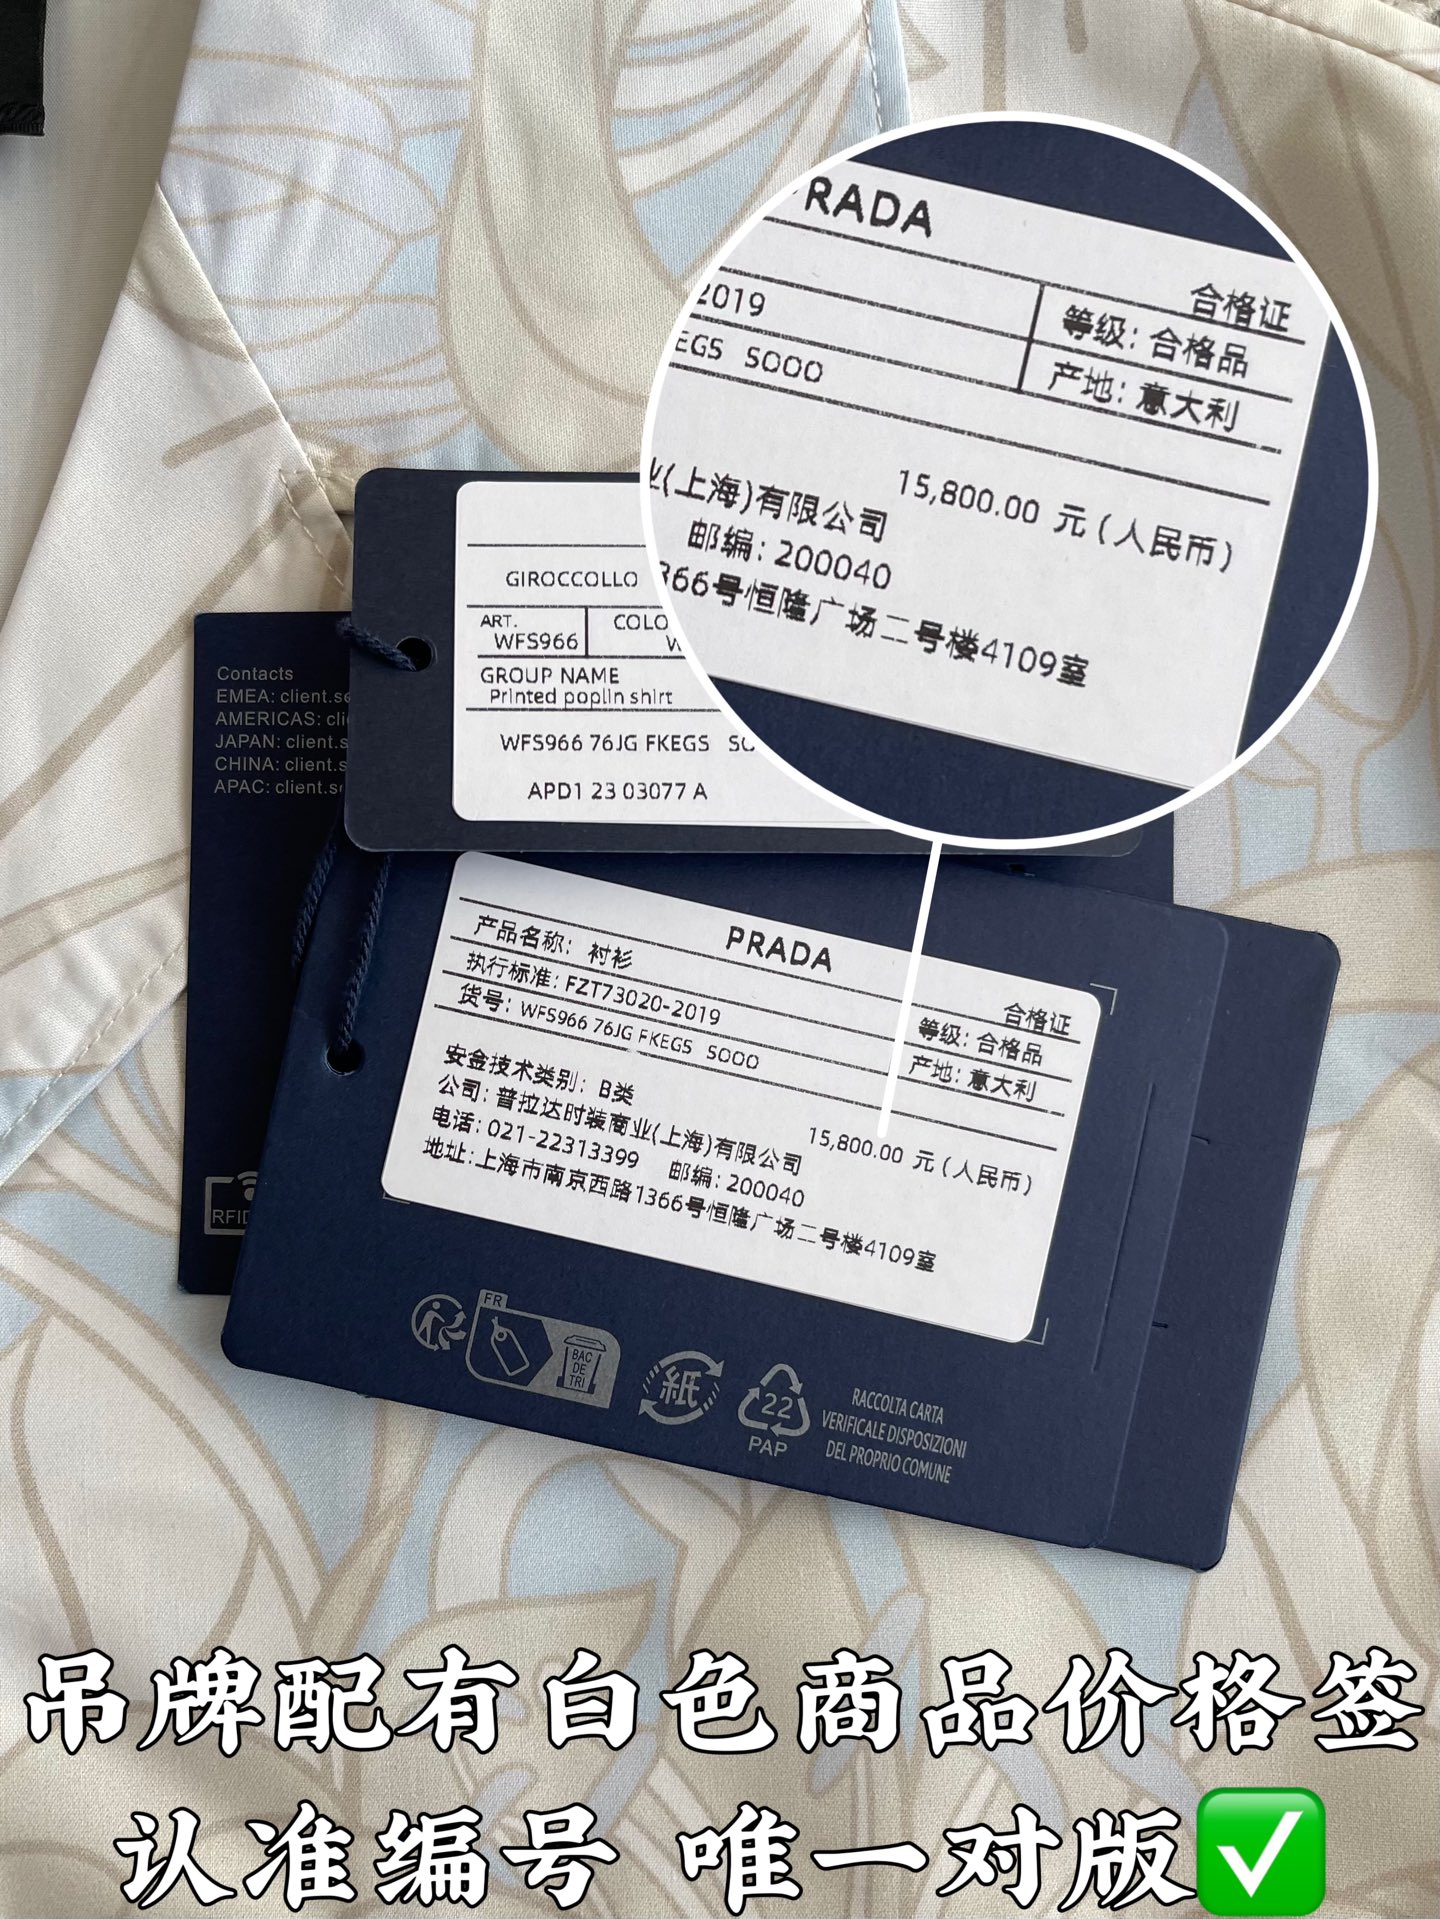 PRADA
合格证
2019
等级：合格品
EGS SOOO
产地：意大利
15,800.00 元（人民币）
业(上海)有限公司
邮编：200040
366号恒隆广场二号楼4109室
GIROCCOLLO
ART.
WFS966
COLO
W
GROUP NAME
Printed poplin shirt
WFS966 76JG FKEGS SO
APD1 23 03077 A
Contacts
EMEA: client.se
AMERICAS: cli
JAPAN: client.s
CHINA: client.s
APAC: client.se
RFID
PRADA
产品名称：衬衫
合格证
执行标准：FZT73020-2019
等级：合格品
货号：WFS966 76JG FKEGS SOOO
产地：意大利
安全技术类别：B类
15,800.00 元（人民币）
公司：普拉达时装商业(上海)有限公司
电话：021-22313399 邮编：200040
地址：上海市南京西路1366号恒隆广场二号楼4109室
FR
BAC
DE
TRI
紙
22
PAP
RACCOLTA CARTA
VERIFICALE DISPOSIZIONI
DEL PROPRIO COMUNE
吊牌配有白色商品价格签
认准编号 唯一对版✅